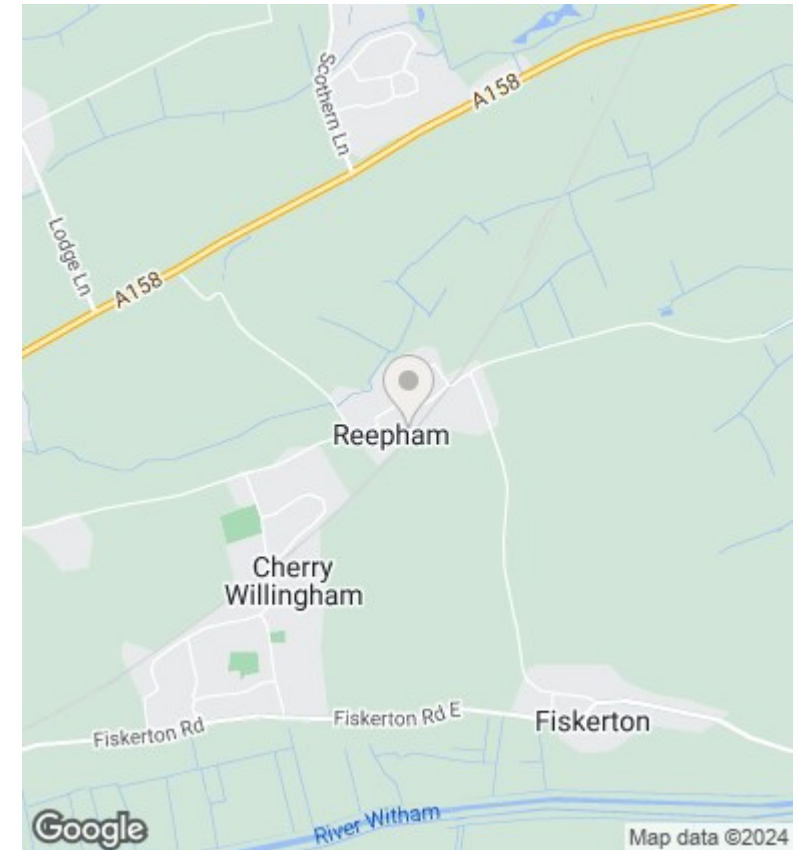 Scothern Ln
A158
Lodge Ln
A158
Reepham
Cherry
Willingham
Fiskerton Rd
Fiskerton Rd E
Fiskerton
River Witham
Google
Map data ©2024